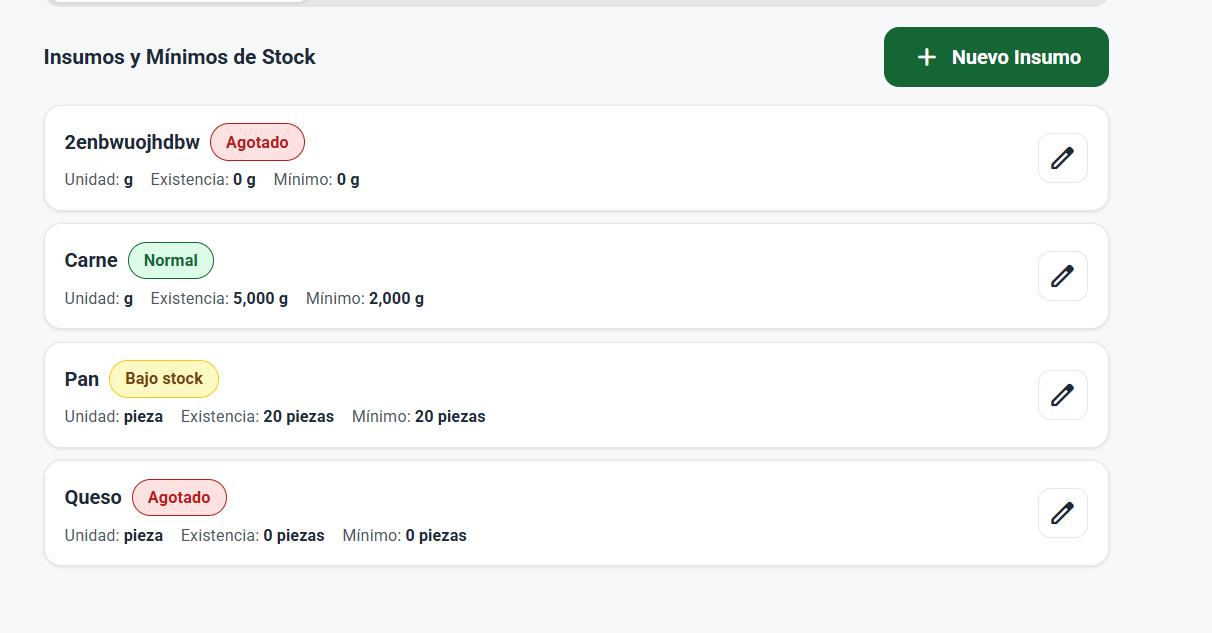 Insumos y Mínimos de Stock
Nuevo Insumo
2enbwuojhdbw Agotado
Unidad: g Existencia: 0 g Mínimo: 0 g
Carne Normal
Unidad: g Existencia: 5,000 g Mínimo: 2,000 g
Pan Bajo stock
Unidad: pieza Existencia: 20 piezas Mínimo: 20 piezas
Queso Agotado
Unidad: pieza Existencia: 0 piezas Mínimo: 0 piezas